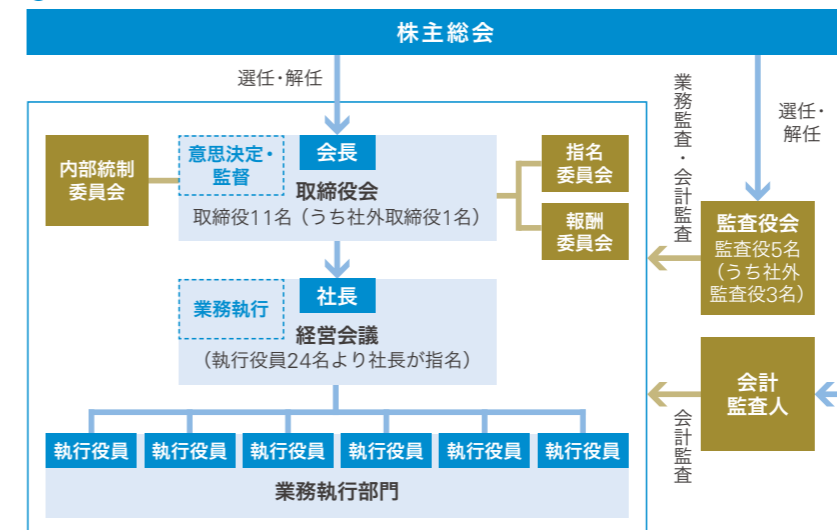 株主総会
選任・解任
業務監査・会計監査
選任・
解任
内部統制
委員会
意思決定・
監督
会長
取締役会
取締役11名（うち社外取締役1名）
指名
委員会
報酬
委員会
監査役会
監査役5名
（うち社外
監査役3名）
業務執行
社長
経営会議
（執行役員24名より社長が指名）
会計
監査人
会計監査
執行役員
執行役員
執行役員
執行役員
執行役員
執行役員
業務執行部門